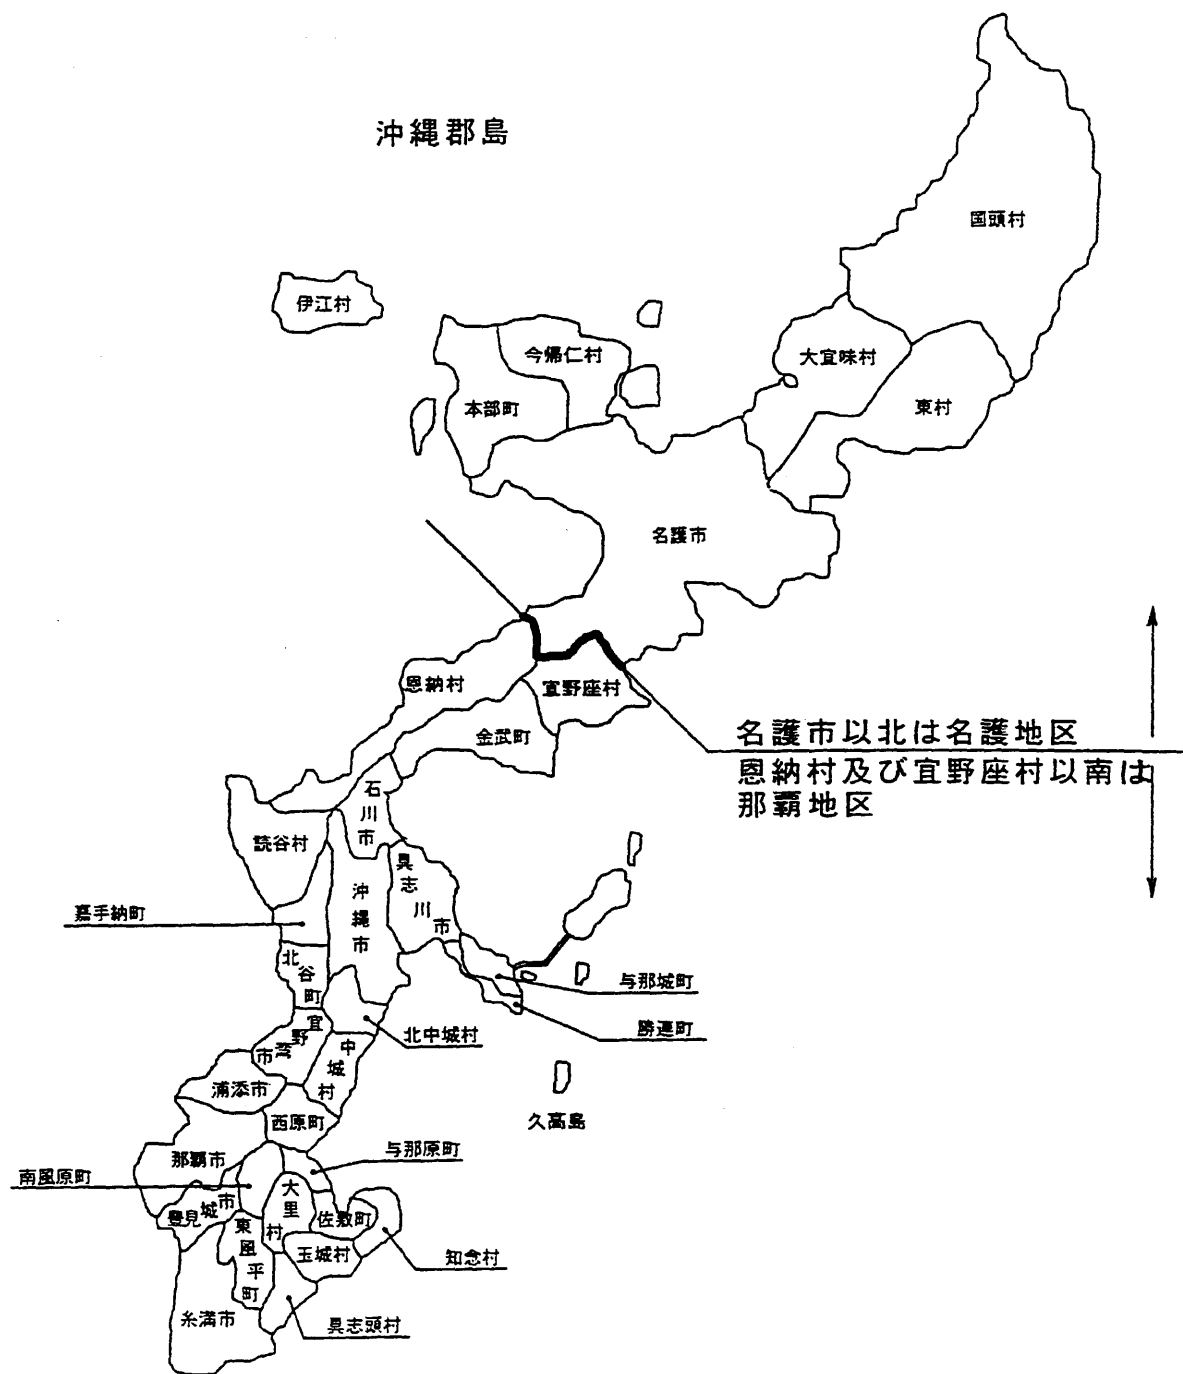 沖縄郡島
国頭村
伊江村
今帰仁村
大宜味村
本部町
東村
名護市
恩納村
宜野座村
金武町
名護市以北は名護地区
恩納村及び宜野座村以南は
那覇地区
石川市
読谷村
具志川市
沖縄市
嘉手納町
北谷町
与那城町
勝連町
北中城村
宜野湾市
中城村
浦添市
西原町
久高島
那覇市
与那原町
南風原町
大里村
豊見城市
佐敷町
東風平町
玉城村
知念村
糸満市
具志頭村